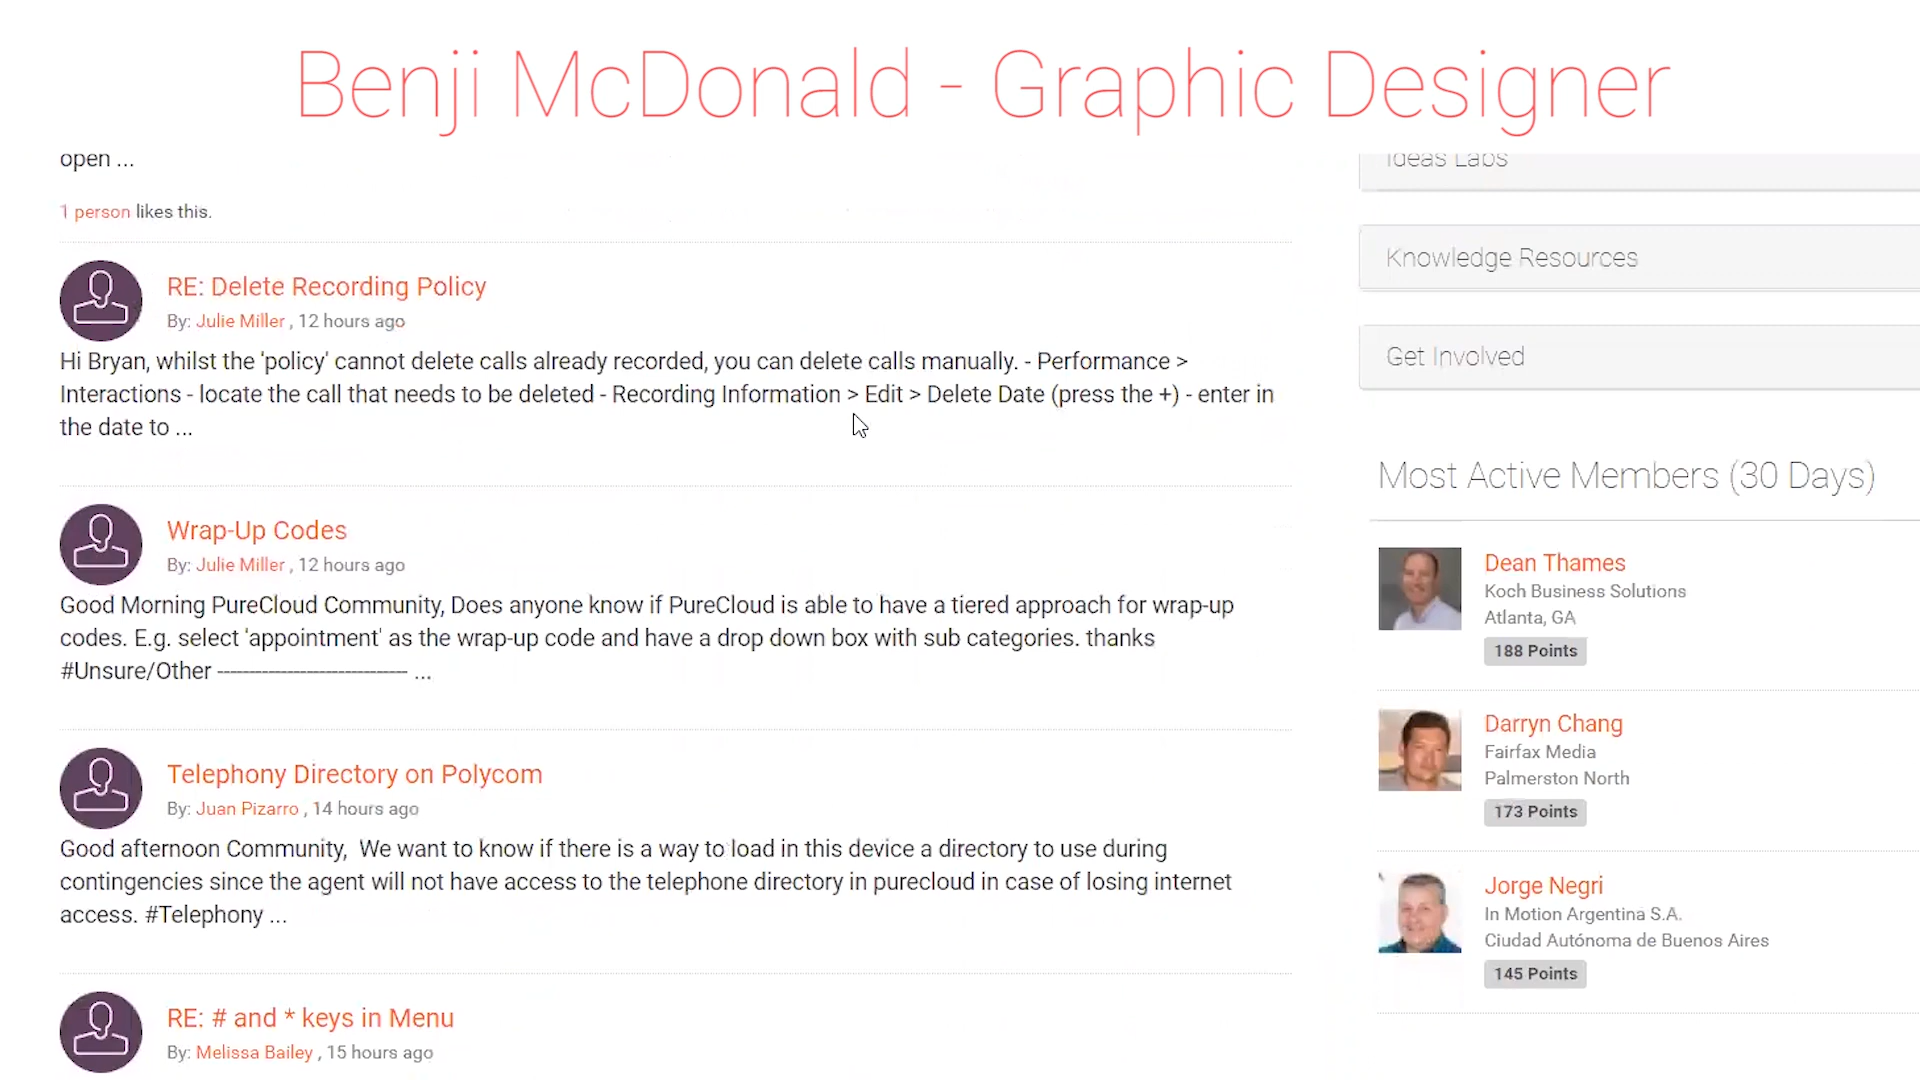 Benji McDonald - Graphic Designer
open ...
1 person likes this.
RE: Delete Recording Policy
By: Julie Miller , 12 hours ago
Hi Bryan, whilst the 'policy' cannot delete calls already recorded, you can delete calls manually. - Performance >
Interactions - locate the call that needs to be deleted - Recording Information > Edit > Delete Date (press the +) - enter in
the date to ...
Wrap-Up Codes
By: Julie Miller , 12 hours ago
Good Morning PureCloud Community, Does anyone know if PureCloud is able to have a tiered approach for wrap-up
codes. E.g. select 'appointment' as the wrap-up code and have a drop down box with sub categories. thanks
#Unsure/Other ------------------------------ ...
Telephony Directory on Polycom
By: Juan Pizarro , 14 hours ago
Good afternoon Community,  We want to know if there is a way to load in this device a directory to use during
contingencies since the agent will not have access to the telephone directory in purecloud in case of losing internet
access. #Telephony ...
RE: # and * keys in Menu
By: Melissa Bailey , 15 hours ago
Ideas Labs
Knowledge Resources
Get Involved
Most Active Members (30 Days)
Dean Thames
Koch Business Solutions
Atlanta, GA
188 Points
Darryn Chang
Fairfax Media
Palmerston North
173 Points
Jorge Negri
In Motion Argentina S.A.
Ciudad Autónoma de Buenos Aires
145 Points